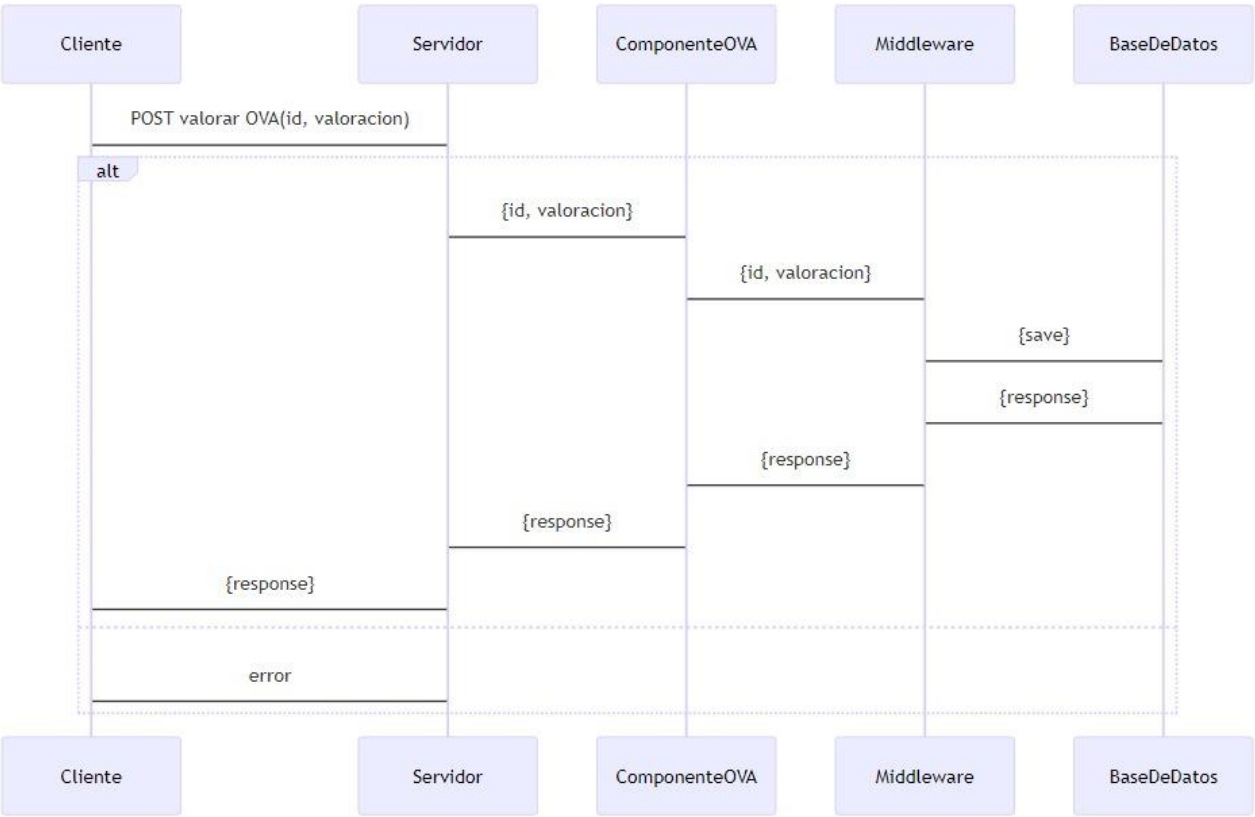 Cliente
Servidor
ComponenteOVA
Middleware
BaseDeDatos
POST valorar OVA(id, valoracion)
alt
{id, valoracion}
{id, valoracion}
{save}
{response}
{response}
{response}
{response}
error
Cliente
Servidor
ComponenteOVA
Middleware
BaseDeDatos